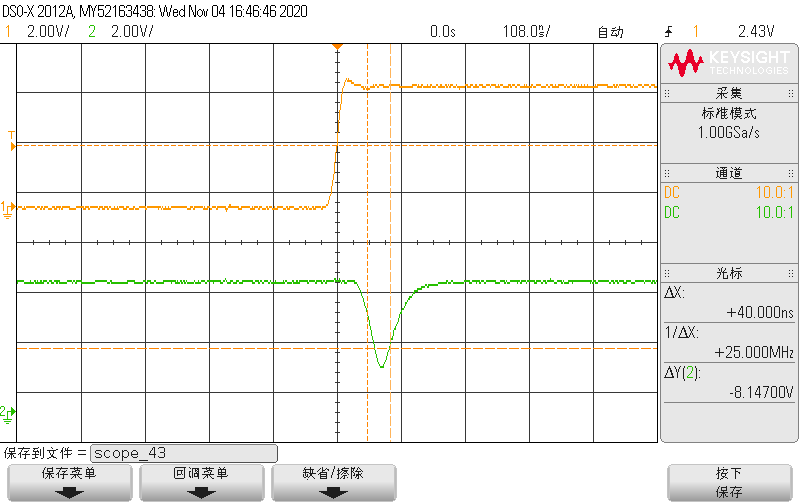 DSO-X 2012A, MY52163438: Wed Nov 04 16:46:46 2020
1 2.00V/ 2 2.00V/ 0.0s 108.0ns/ 自动 1 2.43V
KEYSIGHT
TECHNOLOGIES
采集
标准模式
1.00GSa/s
通道
DC 10.0:1
DC 10.0:1
光标
ΔX:
+40.000ns
1/ΔX:
+25.000MHz
ΔY(2):
-8.14700V
T
1
2
保存到文件 = scope_43
保存菜单 回调菜单 缺省/擦除 按下
保存